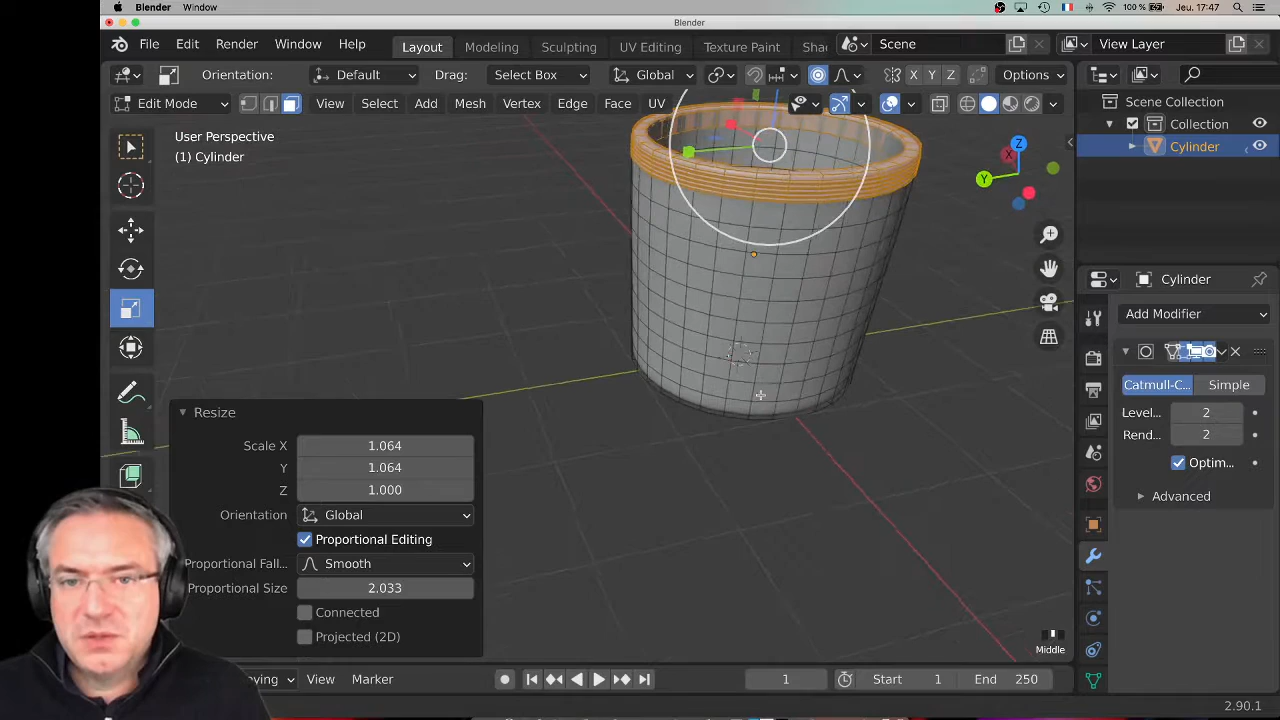 Blender Window 100 % Jeu. 17:47
Blender
File Edit Render Window Help Layout Modeling Sculpting UV Editing Texture Paint Sha Scene View Layer
Orientation: Default Drag: Select Box Global X Y Z Options
Edit Mode View Select Add Mesh Vertex Edge Face UV
Scene Collection
Collection
Cylinder
User Perspective
(1) Cylinder
X
Z
Y
Cylinder
Add Modifier
Catmull-C... Simple
Level... 2
Rend... 2
Optim...
Advanced
Resize
Scale X 1.064
Y 1.064
Z 1.000
Orientation Global
Proportional Editing
Proportional Fall... Smooth
Proportional Size 2.033
Connected
Projected (2D)
Middle
ving View Marker 1 Start 1 End 250
2.90.1